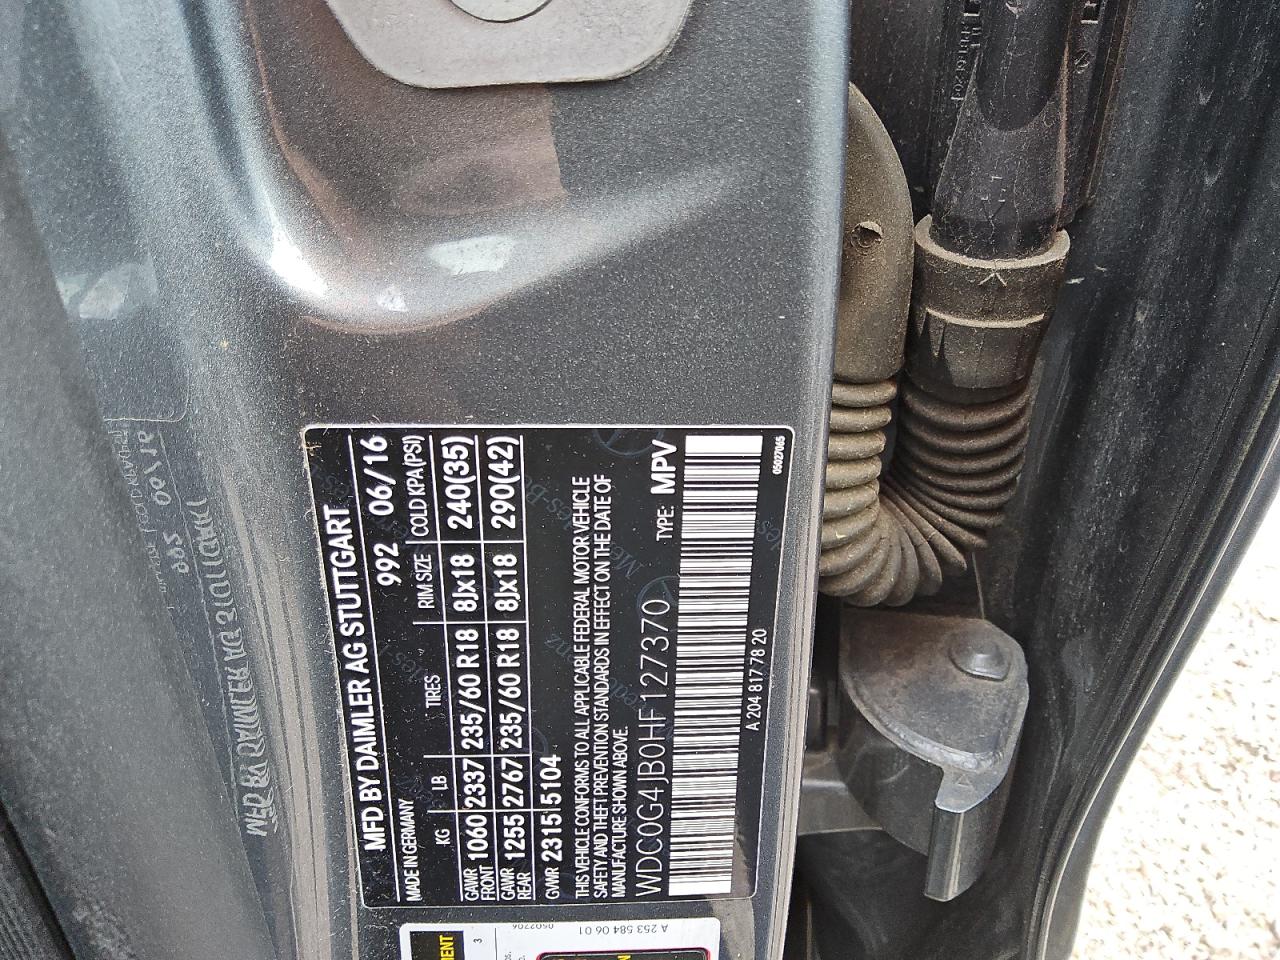 MFD BY DAIMLER AG STUTTGART
MADE IN GERMANY 992 06/16
KG LB TIRES RIM SIZE COLD KPA(PSI)
GAWR FRONT 1060 2337 235/60 R18 8Jx18 240(35)
GAWR REAR 1255 2767 235/60 R18 8Jx18 290(42)
GVWR 2315 5104
THIS VEHICLE CONFORMS TO ALL APPLICABLE FEDERAL MOTOR VEHICLE
SAFETY AND THEFT PREVENTION STANDARDS IN EFFECT ON THE DATE OF
MANUFACTURE SHOWN ABOVE.
WDC0G4JB0HF127370 TYPE: MPV
A 204 817 78 20 05027065
A 253 584 06 01
3